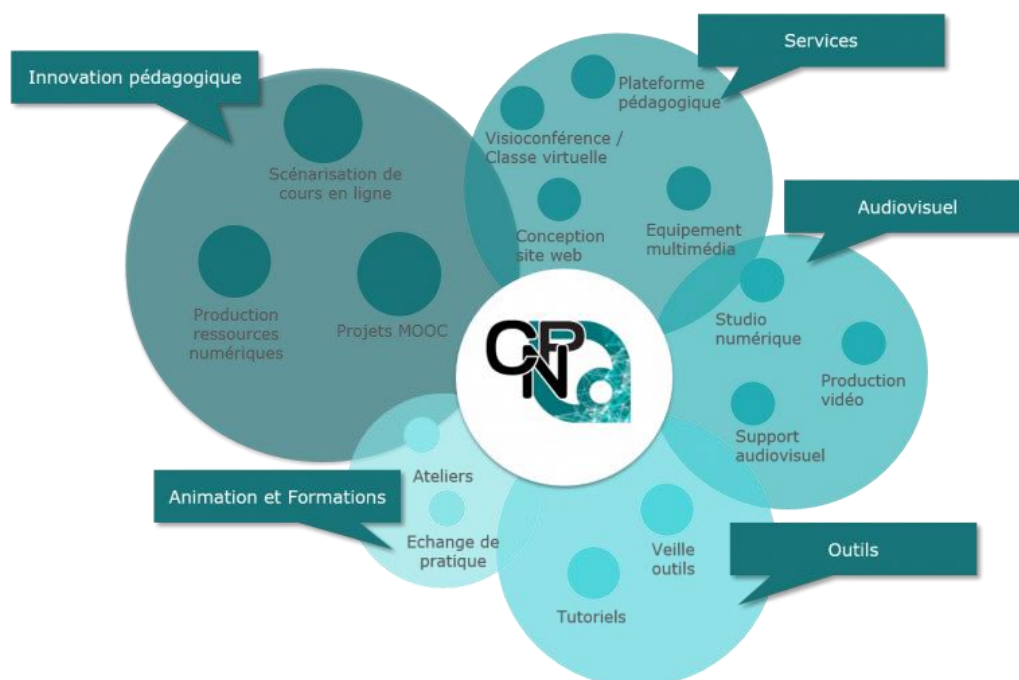 Innovation pédagogique
Scénarisation de
cours en ligne
Production
ressources
numériques
Projets MOOC
Services
Plateforme
pédagogique
Visioconférence /
Classe virtuelle
Conception
site web
Equipement
multimédia
Audiovisuel
Studio
numérique
Production
vidéo
Support
audiovisuel
CPN
Animation et Formations
Ateliers
Echange de
pratique
Outils
Veille
outils
Tutoriels